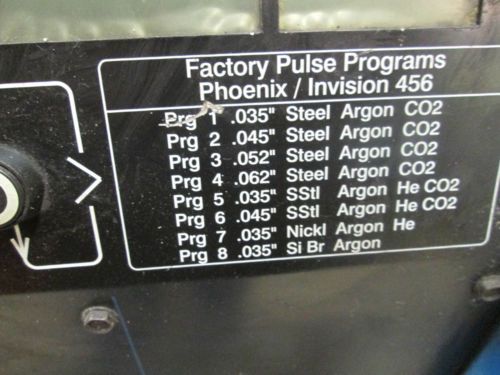 Factory Pulse Programs
Phoenix / Invision 456
Prg 1 .035" Steel Argon CO2
Prg 2 .045" Steel Argon CO2
Prg 3 .052" Steel Argon CO2
Prg 4 .062" Steel Argon CO2
Prg 5 .035" SStl Argon He CO2
Prg 6 .045" SStl Argon He CO2
Prg 7 .035" Nickl Argon He
Prg 8 .035" Si Br Argon